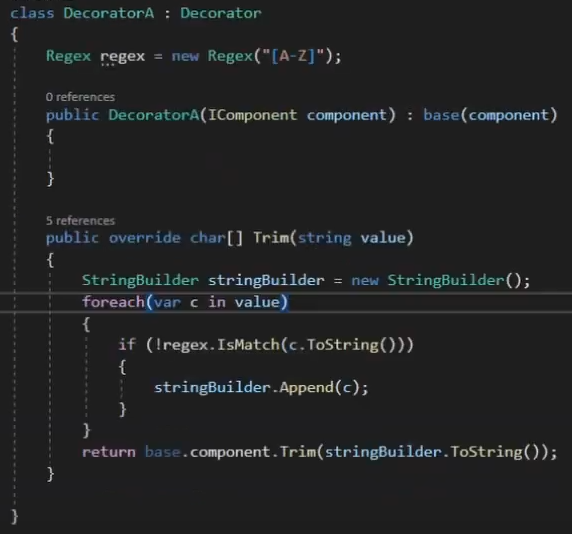 class DecoratorA : Decorator
{
Regex regex = new Regex("[A-Z]");
0 references
public DecoratorA(IComponent component) : base(component)
{
}
5 references
public override char[] Trim(string value)
{
StringBuilder stringBuilder = new StringBuilder();
foreach(var c in value)
{
if (!regex.IsMatch(c.ToString()))
{
stringBuilder.Append(c);
}
}
return base.component.Trim(stringBuilder.ToString());
}
}